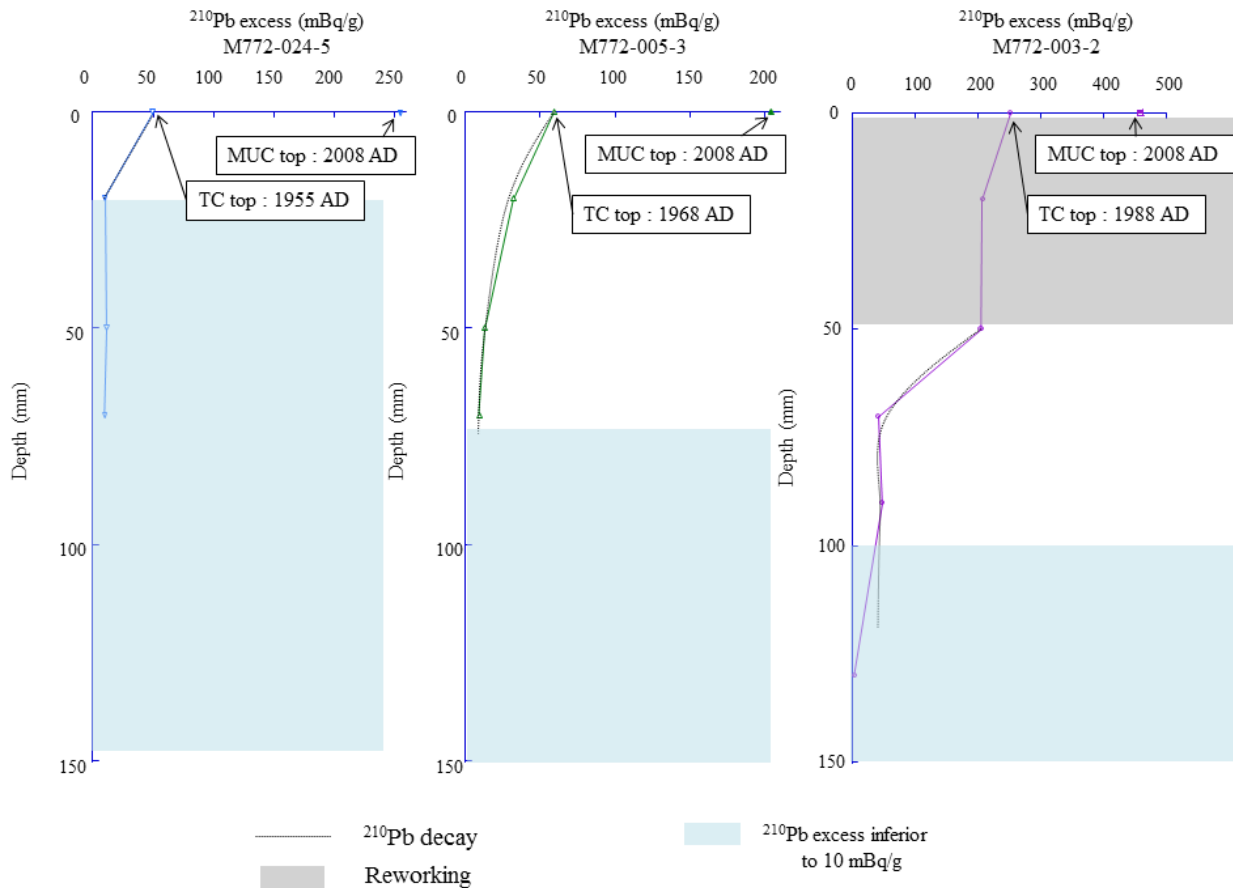 ²¹⁰Pb excess (mBq/g)
M772-024-5
0 50 100 150 200 250
0
MUC top : 2008 AD
TC top : 1955 AD
50
100
150
Depth (mm)
²¹⁰Pb excess (mBq/g)
M772-005-3
0 50 100 150 200
0
MUC top : 2008 AD
TC top : 1968 AD
50
100
150
Depth (mm)
²¹⁰Pb excess (mBq/g)
M772-003-2
0 100 200 300 400 500
0
MUC top : 2008 AD
TC top : 1988 AD
50
100
150
Depth (mm)
²¹⁰Pb decay
Reworking
²¹⁰Pb excess inferior
to 10 mBq/g